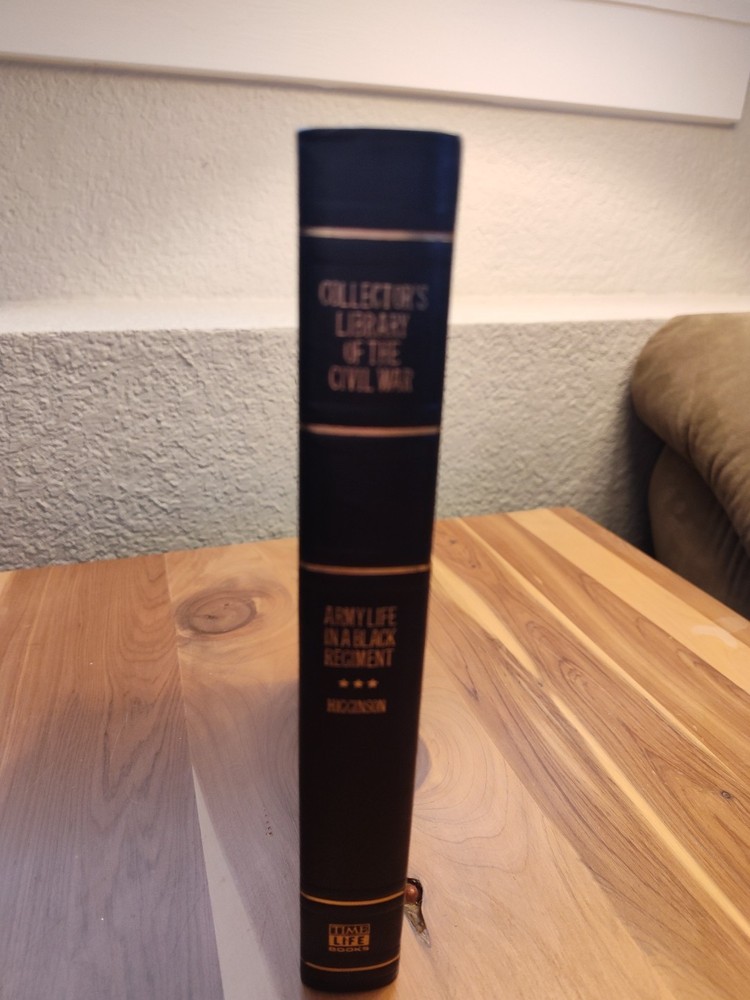 COLLECTOR'S
LIBRARY
OF THE
CIVIL WAR
ARMY LIFE
IN A BLACK
REGIMENT
★★★
HIGGINSON
TIME
LIFE
BOOKS